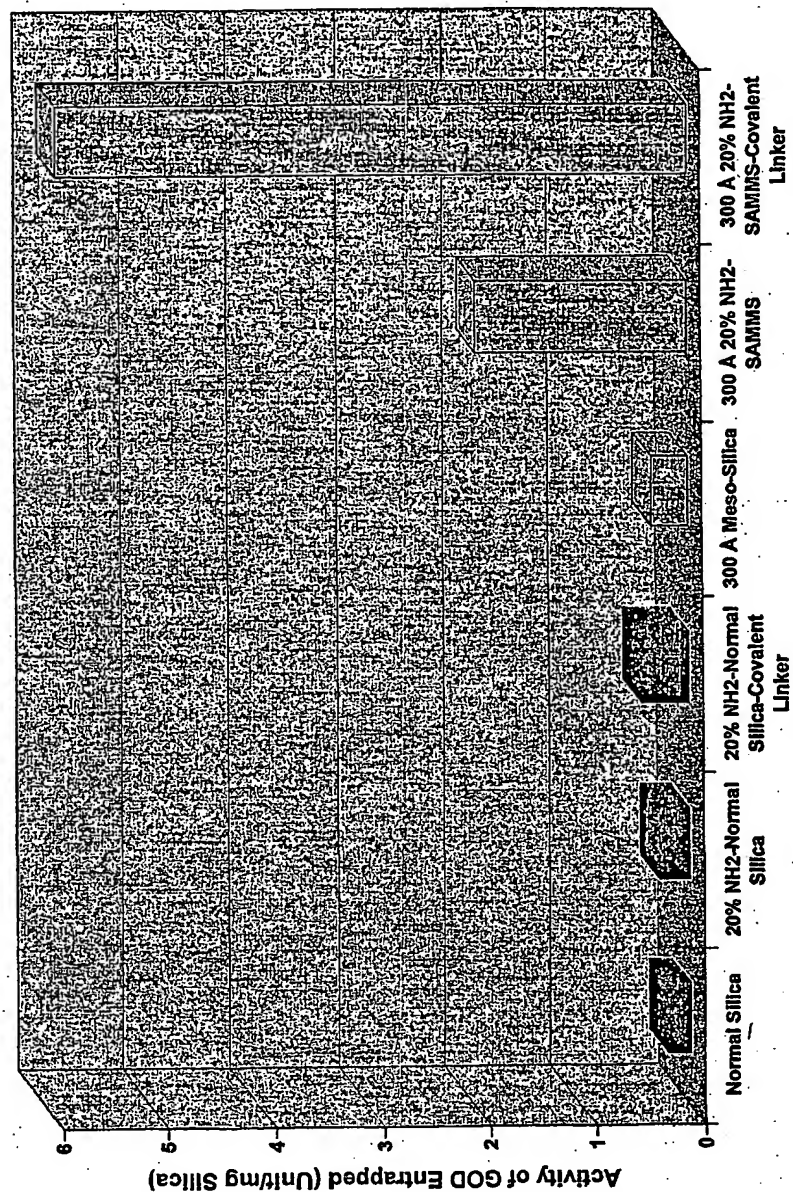 Activity of GOD Entrapped (Unit/mg Silica)
6
5
4
3
2
1
0
Normal Silica
20% NH2-Normal
Silica
20% NH2-Normal
Silica-Covalent
Linker
300 Å Meso-Silica
300 Å 20% NH2-
SAMMS
300 Å 20% NH2-
SAMMS-Covalent
Linker